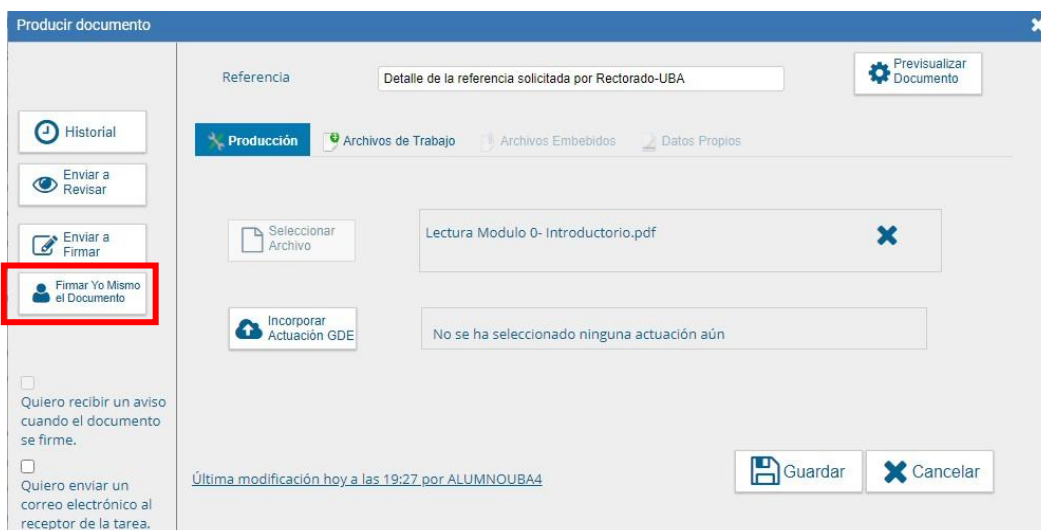 Producir documento
Referencia
Detalle de la referencia solicitada por Rectorado-UBA
Previsualizar
Documento
Historial
Enviar a
Revisar
Enviar a
Firmar
Firmar Yo Mismo
el Documento
Producción
Archivos de Trabajo
Archivos Embebidos
Datos Propios
Seleccionar
Archivo
Lectura Modulo 0- Introductorio.pdf
Incorporar
Actuación GDE
No se ha seleccionado ninguna actuación aún
Quiero recibir un aviso
cuando el documento
se firme.
Quiero enviar un
correo electrónico al
receptor de la tarea.
Última modificación hoy a las 19:27 por ALUMNOUBA4
Guardar
Cancelar